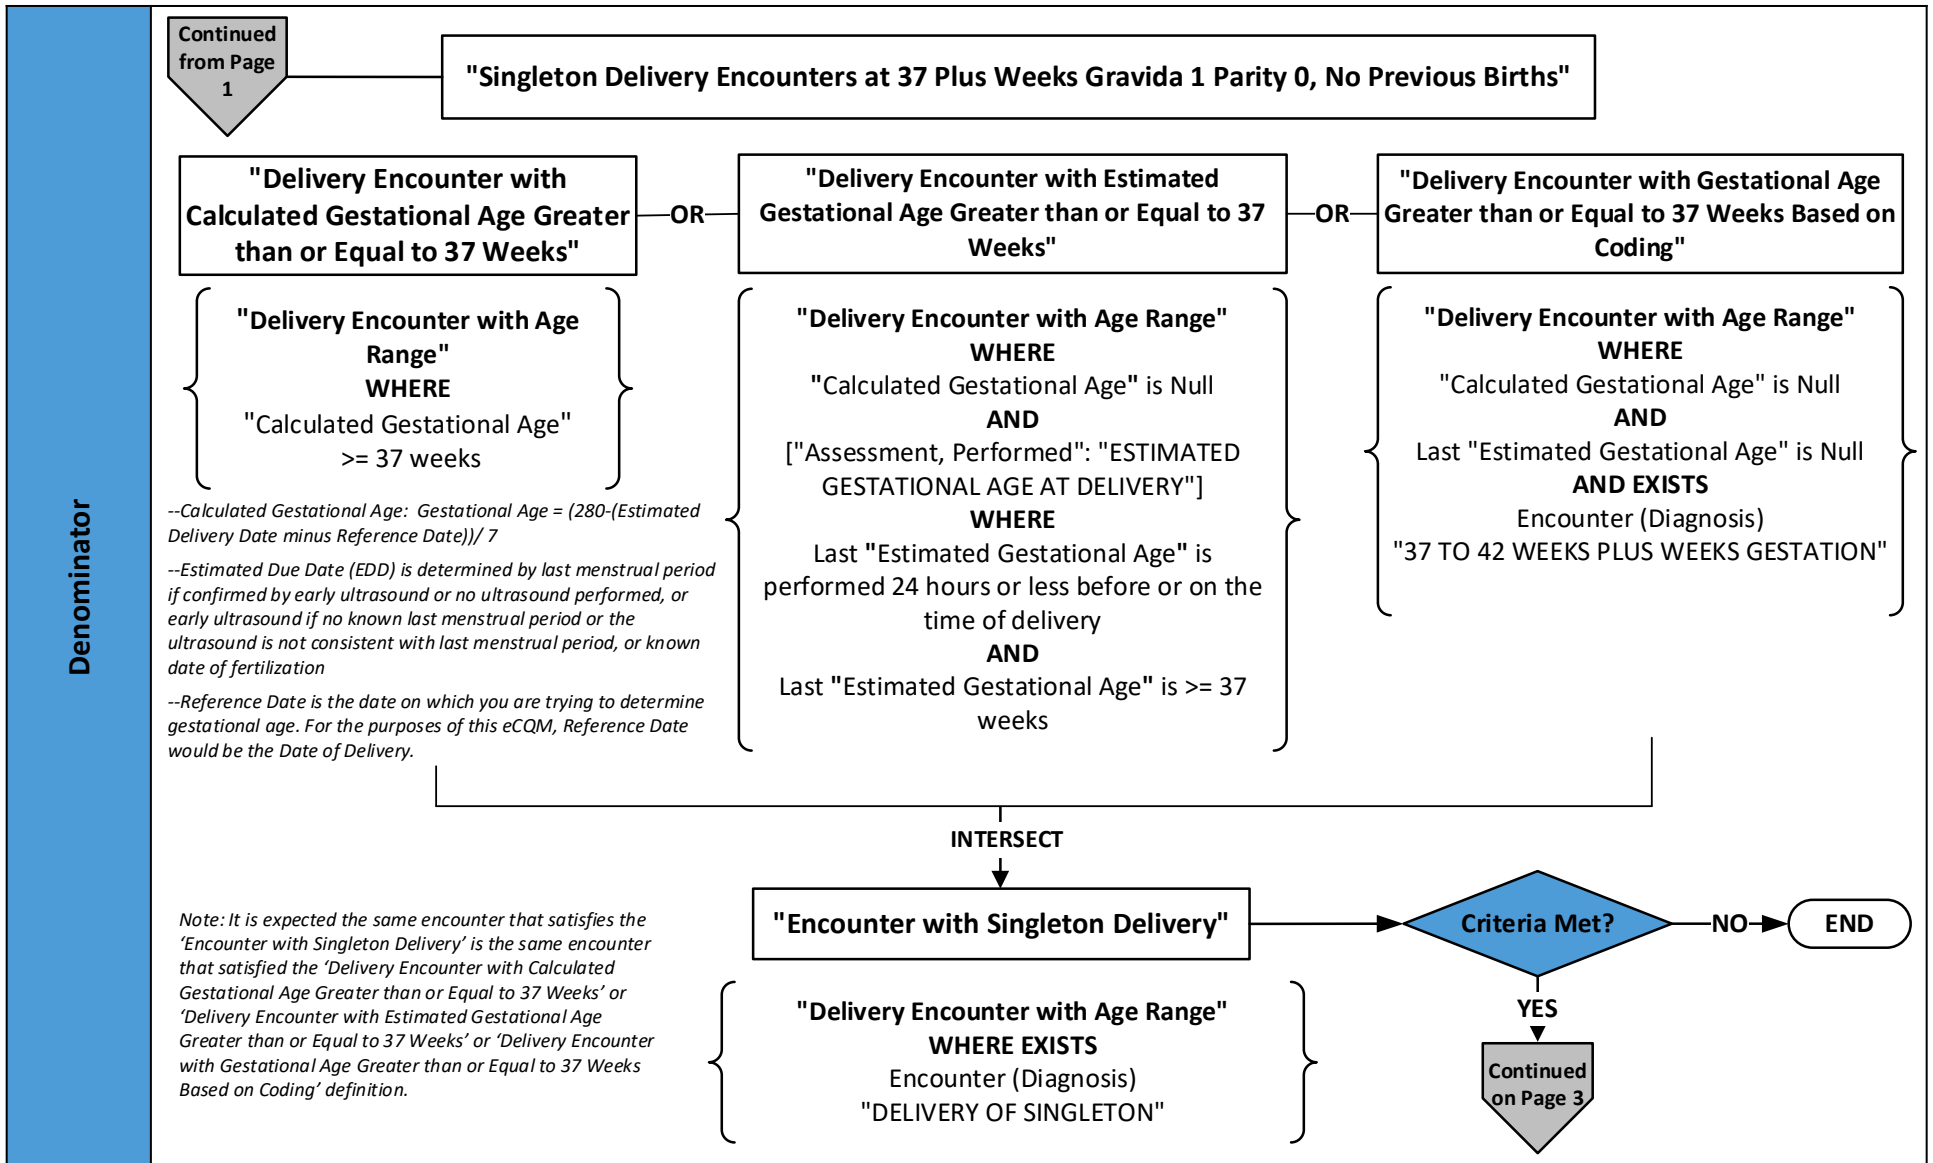 Denominator
Continued
from Page
1
"Singleton Delivery Encounters at 37 Plus Weeks Gravida 1 Parity 0, No Previous Births"
"Delivery Encounter with
Calculated Gestational Age Greater
than or Equal to 37 Weeks"
OR
"Delivery Encounter with Estimated
Gestational Age Greater than or Equal to 37
Weeks"
OR
"Delivery Encounter with Gestational Age
Greater than or Equal to 37 Weeks Based on
Coding"
"Delivery Encounter with Age
Range"
WHERE
"Calculated Gestational Age"
>= 37 weeks
--Calculated Gestational Age:  Gestational Age = (280-(Estimated
Delivery Date minus Reference Date))/ 7
--Estimated Due Date (EDD) is determined by last menstrual period
if confirmed by early ultrasound or no ultrasound performed, or
early ultrasound if no known last menstrual period or the
ultrasound is not consistent with last menstrual period, or known
date of fertilization
--Reference Date is the date on which you are trying to determine
gestational age. For the purposes of this eCQM, Reference Date
would be the Date of Delivery.
"Delivery Encounter with Age Range"
WHERE
"Calculated Gestational Age" is Null
AND
["Assessment, Performed": "ESTIMATED
GESTATIONAL AGE AT DELIVERY"]
WHERE
Last "Estimated Gestational Age" is
performed 24 hours or less before or on the
time of delivery
AND
Last "Estimated Gestational Age" is >= 37
weeks
"Delivery Encounter with Age Range"
WHERE
"Calculated Gestational Age" is Null
AND
Last "Estimated Gestational Age" is Null
AND EXISTS
Encounter (Diagnosis)
"37 TO 42 WEEKS PLUS WEEKS GESTATION"
INTERSECT
"Encounter with Singleton Delivery"
Criteria Met?
NO
END
YES
Continued
on Page 3
Note: It is expected the same encounter that satisfies the
‘Encounter with Singleton Delivery’ is the same encounter
that satisfied the ‘Delivery Encounter with Calculated
Gestational Age Greater than or Equal to 37 Weeks’ or
‘Delivery Encounter with Estimated Gestational Age
Greater than or Equal to 37 Weeks’ or ‘Delivery Encounter
with Gestational Age Greater than or Equal to 37 Weeks
Based on Coding’ definition.
"Delivery Encounter with Age Range"
WHERE EXISTS
Encounter (Diagnosis)
"DELIVERY OF SINGLETON"